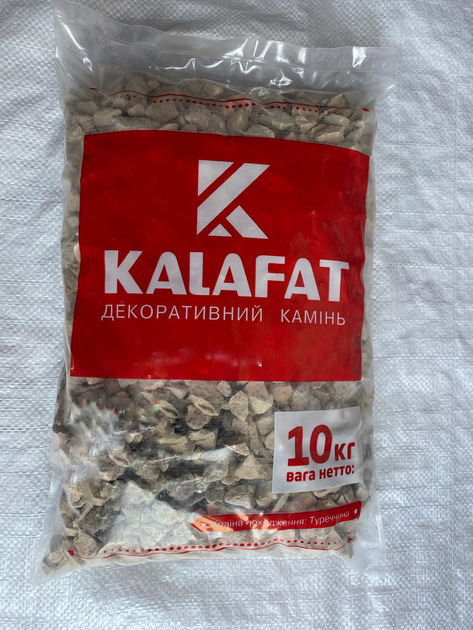 KALAFAT
ДЕКОРАТИВНИЙ КАМІНЬ
10кг
вага нетто:
Країна походження: Туреччина